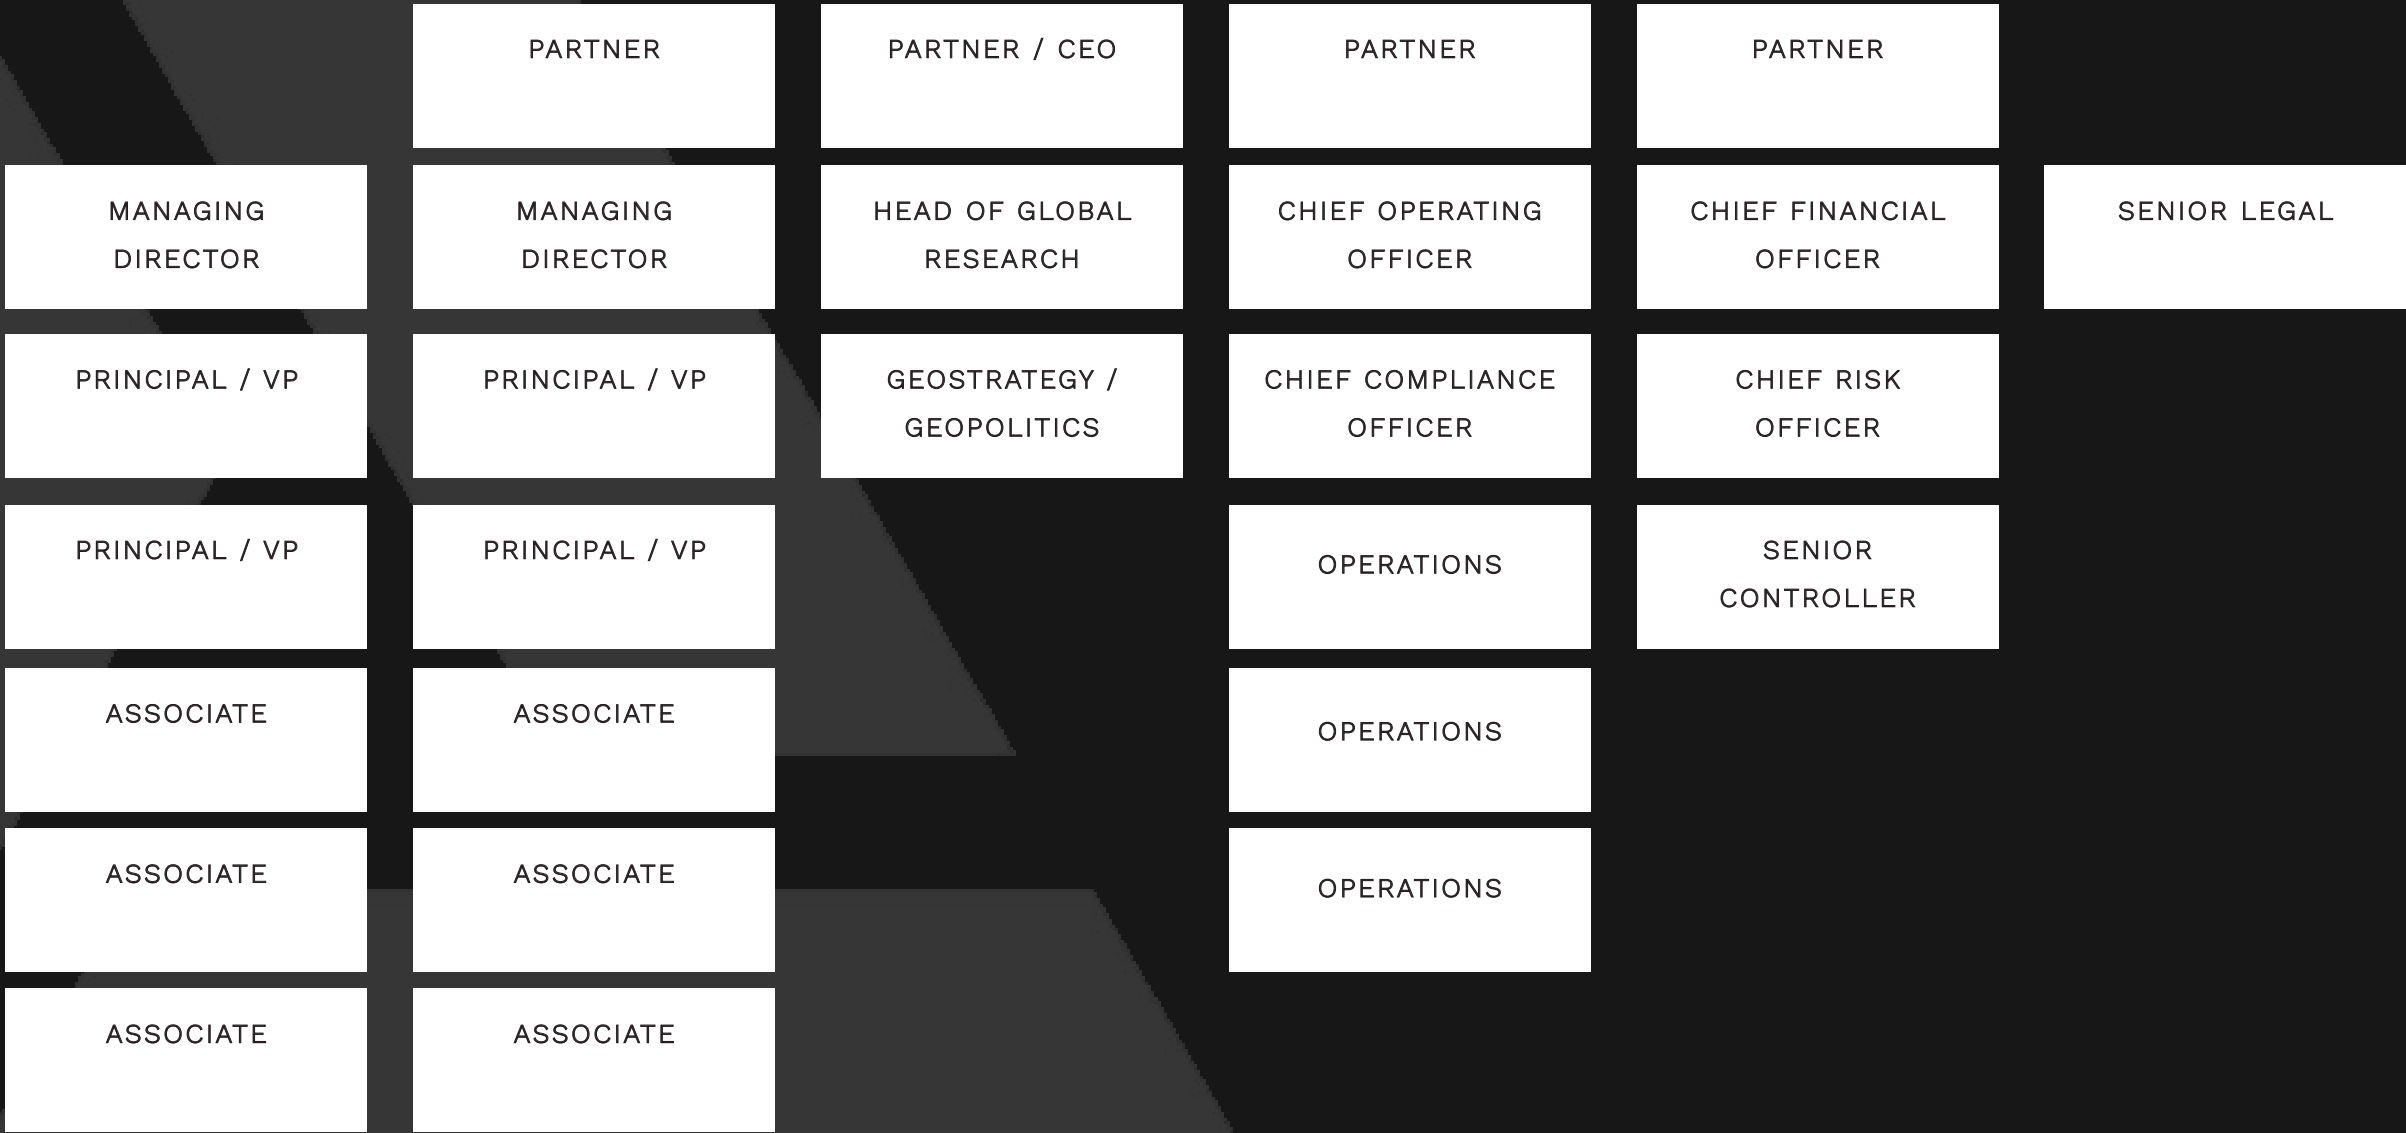 PARTNER
PARTNER / CEO
PARTNER
PARTNER
MANAGING
DIRECTOR
MANAGING
DIRECTOR
HEAD OF GLOBAL
RESEARCH
CHIEF OPERATING
OFFICER
CHIEF FINANCIAL
OFFICER
SENIOR LEGAL
PRINCIPAL / VP
PRINCIPAL / VP
GEOSTRATEGY /
GEOPOLITICS
CHIEF COMPLIANCE
OFFICER
CHIEF RISK
OFFICER
PRINCIPAL / VP
PRINCIPAL / VP
OPERATIONS
SENIOR
CONTROLLER
ASSOCIATE
ASSOCIATE
OPERATIONS
ASSOCIATE
ASSOCIATE
OPERATIONS
ASSOCIATE
ASSOCIATE